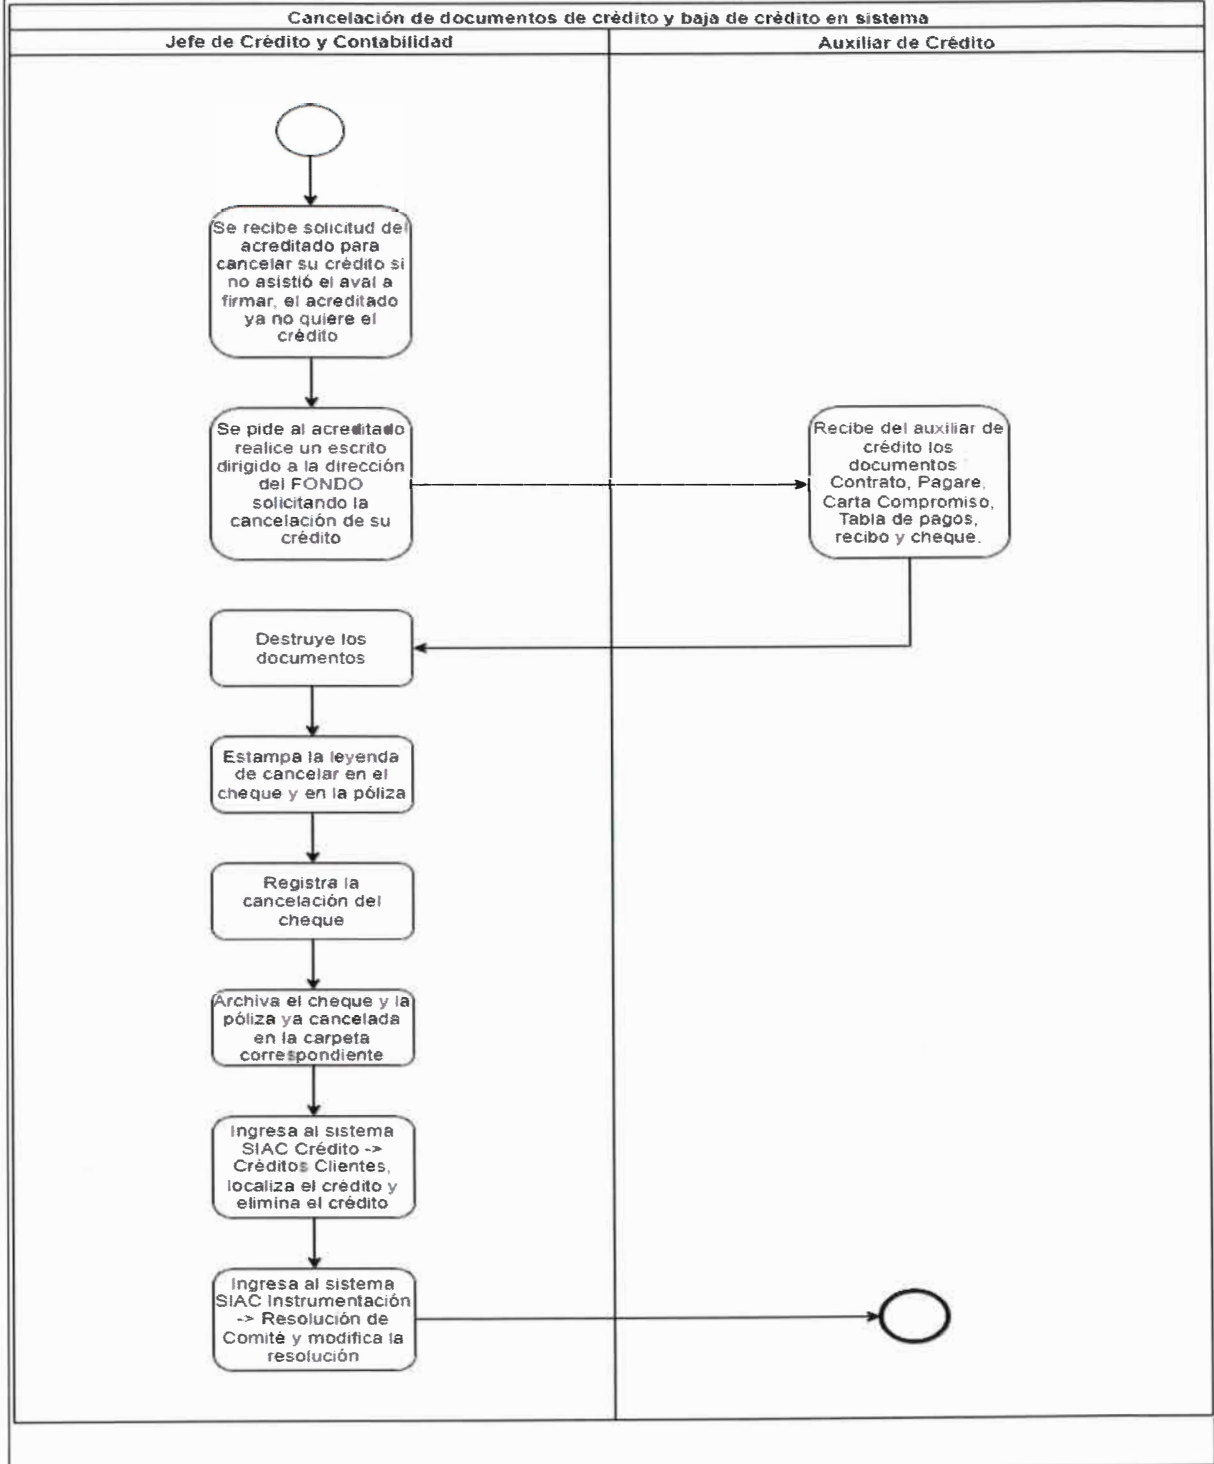 Cancelación de documentos de crédito y baja de crédito en sistema
Jefe de Crédito y Contabilidad
Auxiliar de Crédito
Se recibe solicitud del
acreditado para
cancelar su crédito si
no asistió el aval a
firmar, el acreditado
ya no quiere el
crédito
Se pide al acreditado
realice un escrito
dirigido a la dirección
del FONDO
solicitando la
cancelación de su
crédito
Recibe del auxiliar de
crédito los
documentos
Contrato, Pagare,
Carta Compromiso,
Tabla de pagos,
recibo y cheque.
Destruye los
documentos
Estampa la leyenda
de cancelar en el
cheque y en la póliza
Registra la
cancelación del
cheque
Archiva el cheque y la
póliza ya cancelada
en la carpeta
correspondiente
Ingresa al sistema
SIAC Crédito ->
Créditos Clientes,
localiza el crédito y
elimina el crédito
Ingresa al sistema
SIAC Instrumentación
-> Resolución de
Comité y modifica la
resolución